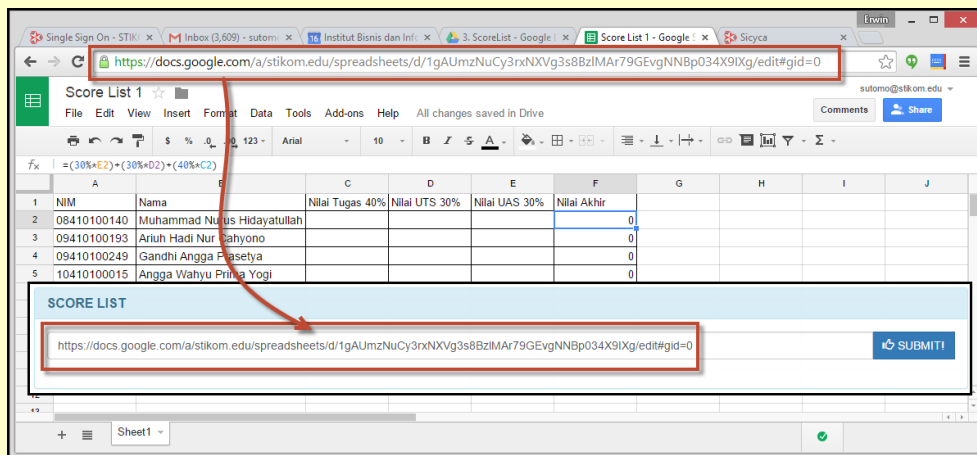 Erwin
Single Sign On - STIK
Inbox (3,609) - sutomo
Institut Bisnis dan Info
3. ScoreList - Google
Score List 1 - Google S
Sicyca
https://docs.google.com/a/stikom.edu/spreadsheets/d/1gAUmzNuCy3rxNXVg3s8BzlMAr79GEvgNNBp034X9IXg/edit#gid=0
Score List 1
sutomo@stikom.edu
File Edit View Insert Format Data Tools Add-ons Help All changes saved in Drive
Comments Share
$ % .0 .00 123 Arial 10 B I S A Σ
fx =(30%*E2)+(30%*D2)+(40%*C2)
A B C D E F G H I J
1 NIM Nama Nilai Tugas 40% Nilai UTS 30% Nilai UAS 30% Nilai Akhir
2 08410100140 Muhammad Nurus Hidayatullah 0
3 09410100193 Ariuh Hadi Nur Cahyono 0
4 09410100249 Gandhi Angga Prasetya 0
5 10410100015 Angga Wahyu Prima Yogi 0
SCORE LIST
https://docs.google.com/a/stikom.edu/spreadsheets/d/1gAUmzNuCy3rxNXVg3s8BzlMAr79GEvgNNBp034X9IXg/edit#gid=0
SUBMIT!
Sheet1